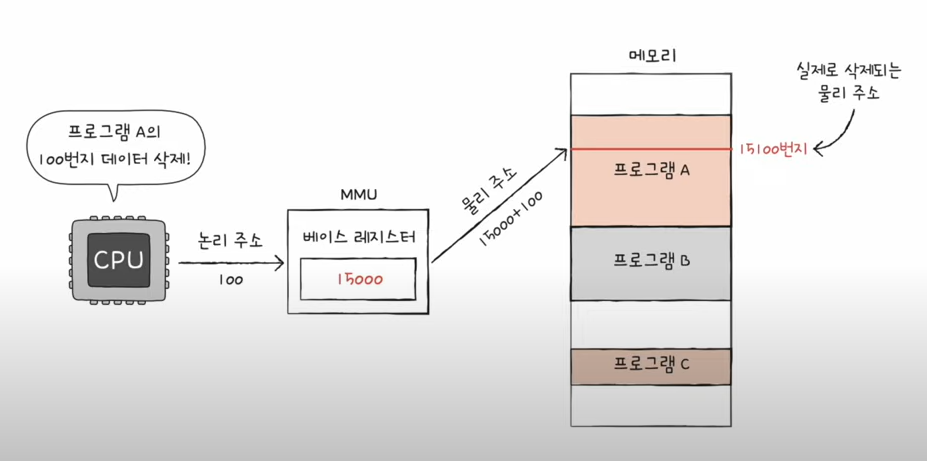 메모리
실제로 삭제되는
물리 주소
프로그램 A의
100번지 데이터 삭제!
15100번지
프로그램 A
MMU
물리 주소
15000+100
논리 주소
베이스 레지스터
CPU
100
15000
프로그램 B
프로그램 C